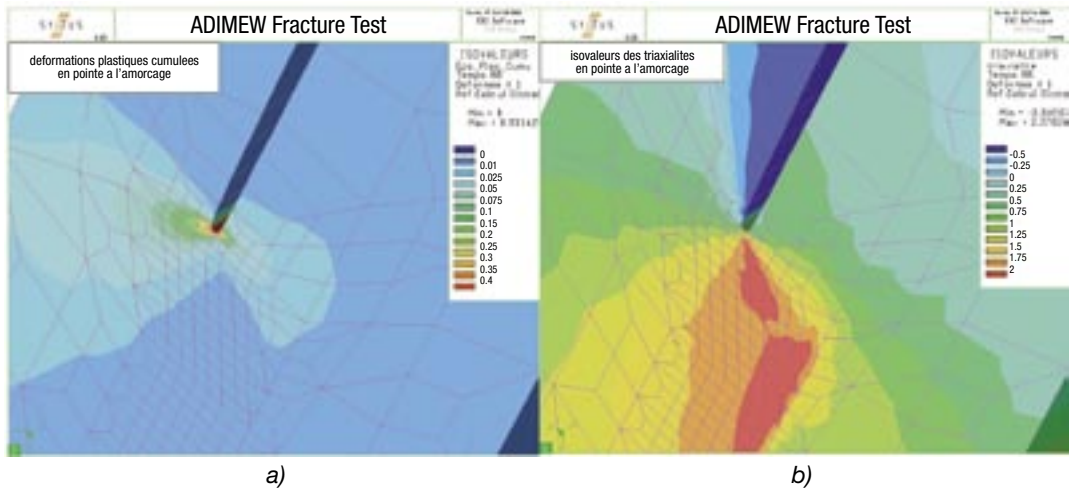 ADIMEW Fracture Test
deformations plastiques cumulees
en pointe a l'amorcage
ISOVALEURS
0
0.01
0.025
0.05
0.075
0.1
0.15
0.2
0.25
0.3
0.35
0.4
a)
ADIMEW Fracture Test
isovaleurs des triaxialites
en pointe a l'amorcage
ISOVALEURS
-0.5
-0.25
0
0.25
0.5
0.75
1
1.25
1.5
1.75
2
b)